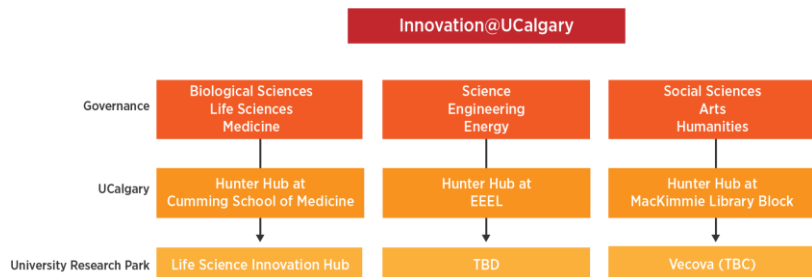 Innovation@UCalgary
Governance
Biological Sciences
Life Sciences
Medicine
Science
Engineering
Energy
Social Sciences
Arts
Humanities
UCalgary
Hunter Hub at
Cumming School of Medicine
Hunter Hub at
EEEL
Hunter Hub at
MacKimmie Library Block
University Research Park
Life Science Innovation Hub
TBD
Vecova (TBC)